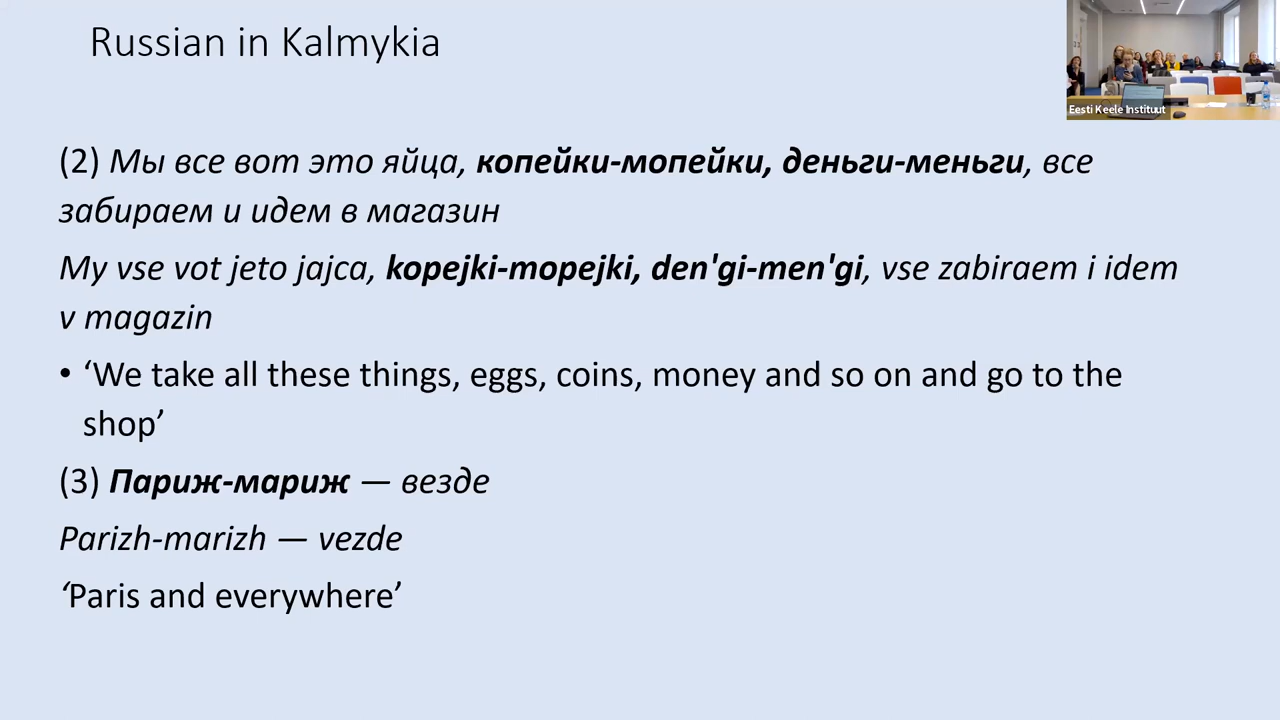 Russian in Kalmykia
Eesti Keele Instituut
(2) Мы все вот это яйца, копейки-мопейки, деньги-меньги, все
забираем и идем в магазин
My vse vot jeto jajca, kopejki-mopejki, den'gi-men'gi, vse zabiraem i idem
v magazin
• ‘We take all these things, eggs, coins, money and so on and go to the
shop’
(3) Париж-мариж — везде
Parizh-marizh — vezde
‘Paris and everywhere’